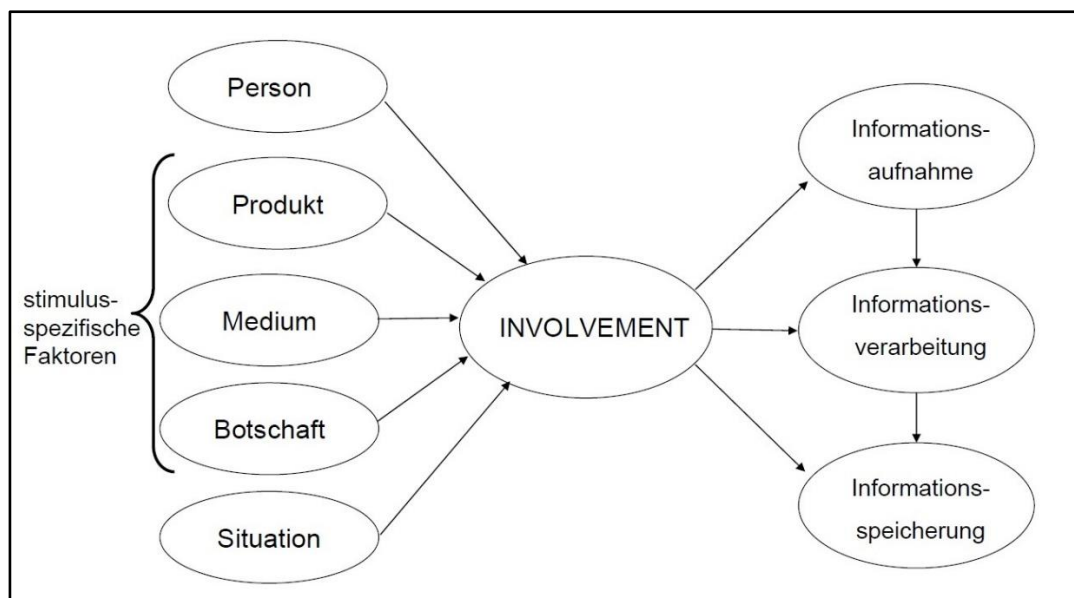 Person
Produkt
stimulus-
spezifische
Faktoren
Medium
Botschaft
Situation
INVOLVEMENT
Informations-
aufnahme
Informations-
verarbeitung
Informations-
speicherung